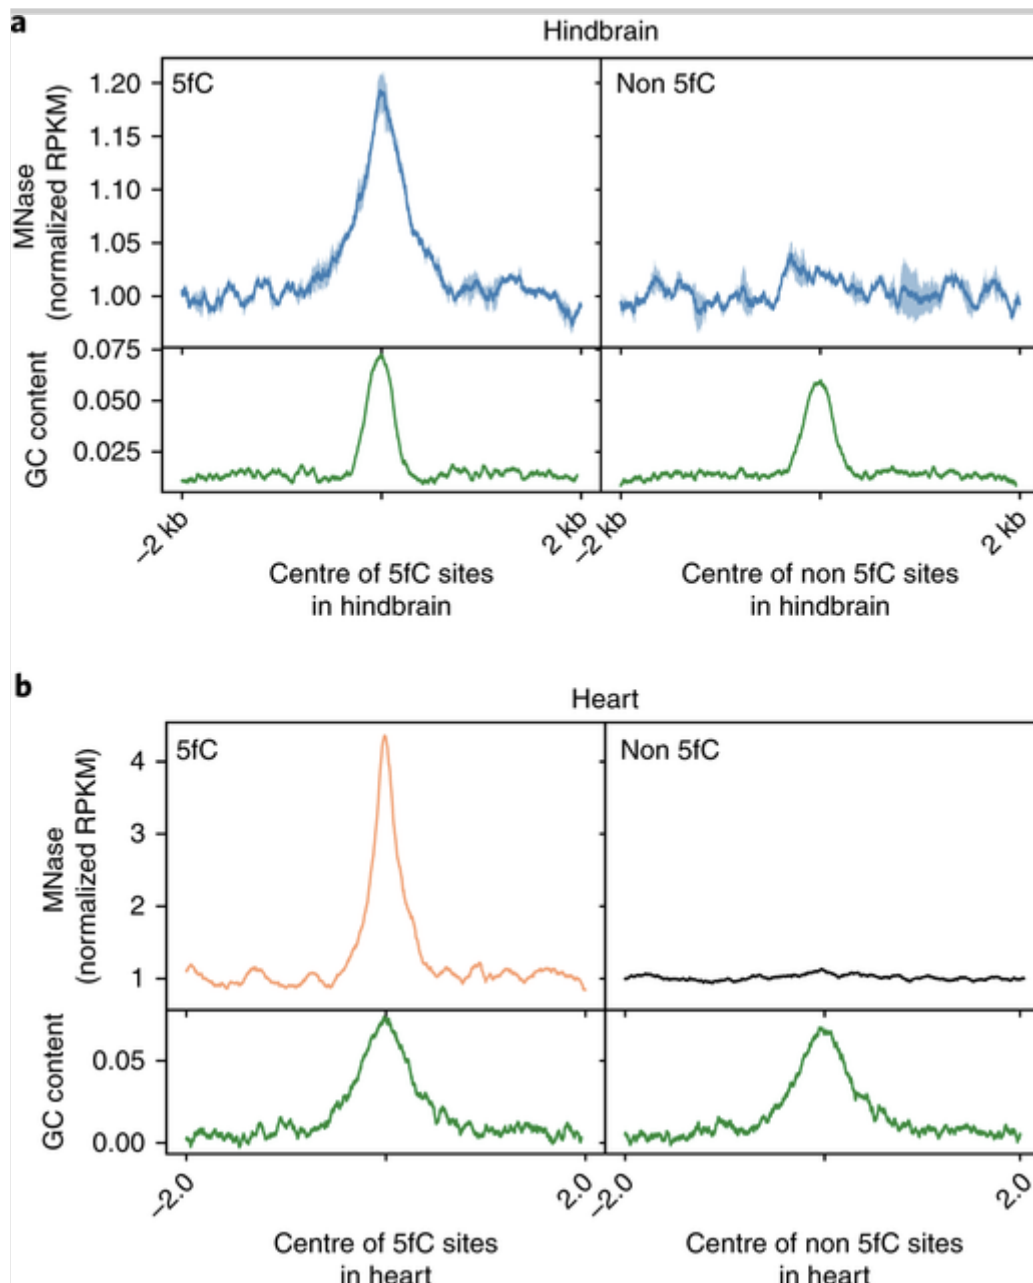 a
Hindbrain
5fC
Non 5fC
MNase
(normalized RPKM)
1.20
1.15
1.10
1.05
1.00
GC content
0.075
0.050
0.025
–2 kb
2 kb
–2 kb
2 kb
Centre of 5fC sites
in hindbrain
Centre of non 5fC sites
in hindbrain
b
Heart
5fC
Non 5fC
MNase
(normalized RPKM)
4
3
2
1
GC content
0.05
0.00
–2.0
2.0
–2.0
2.0
Centre of 5fC sites
in heart
Centre of non 5fC sites
in heart